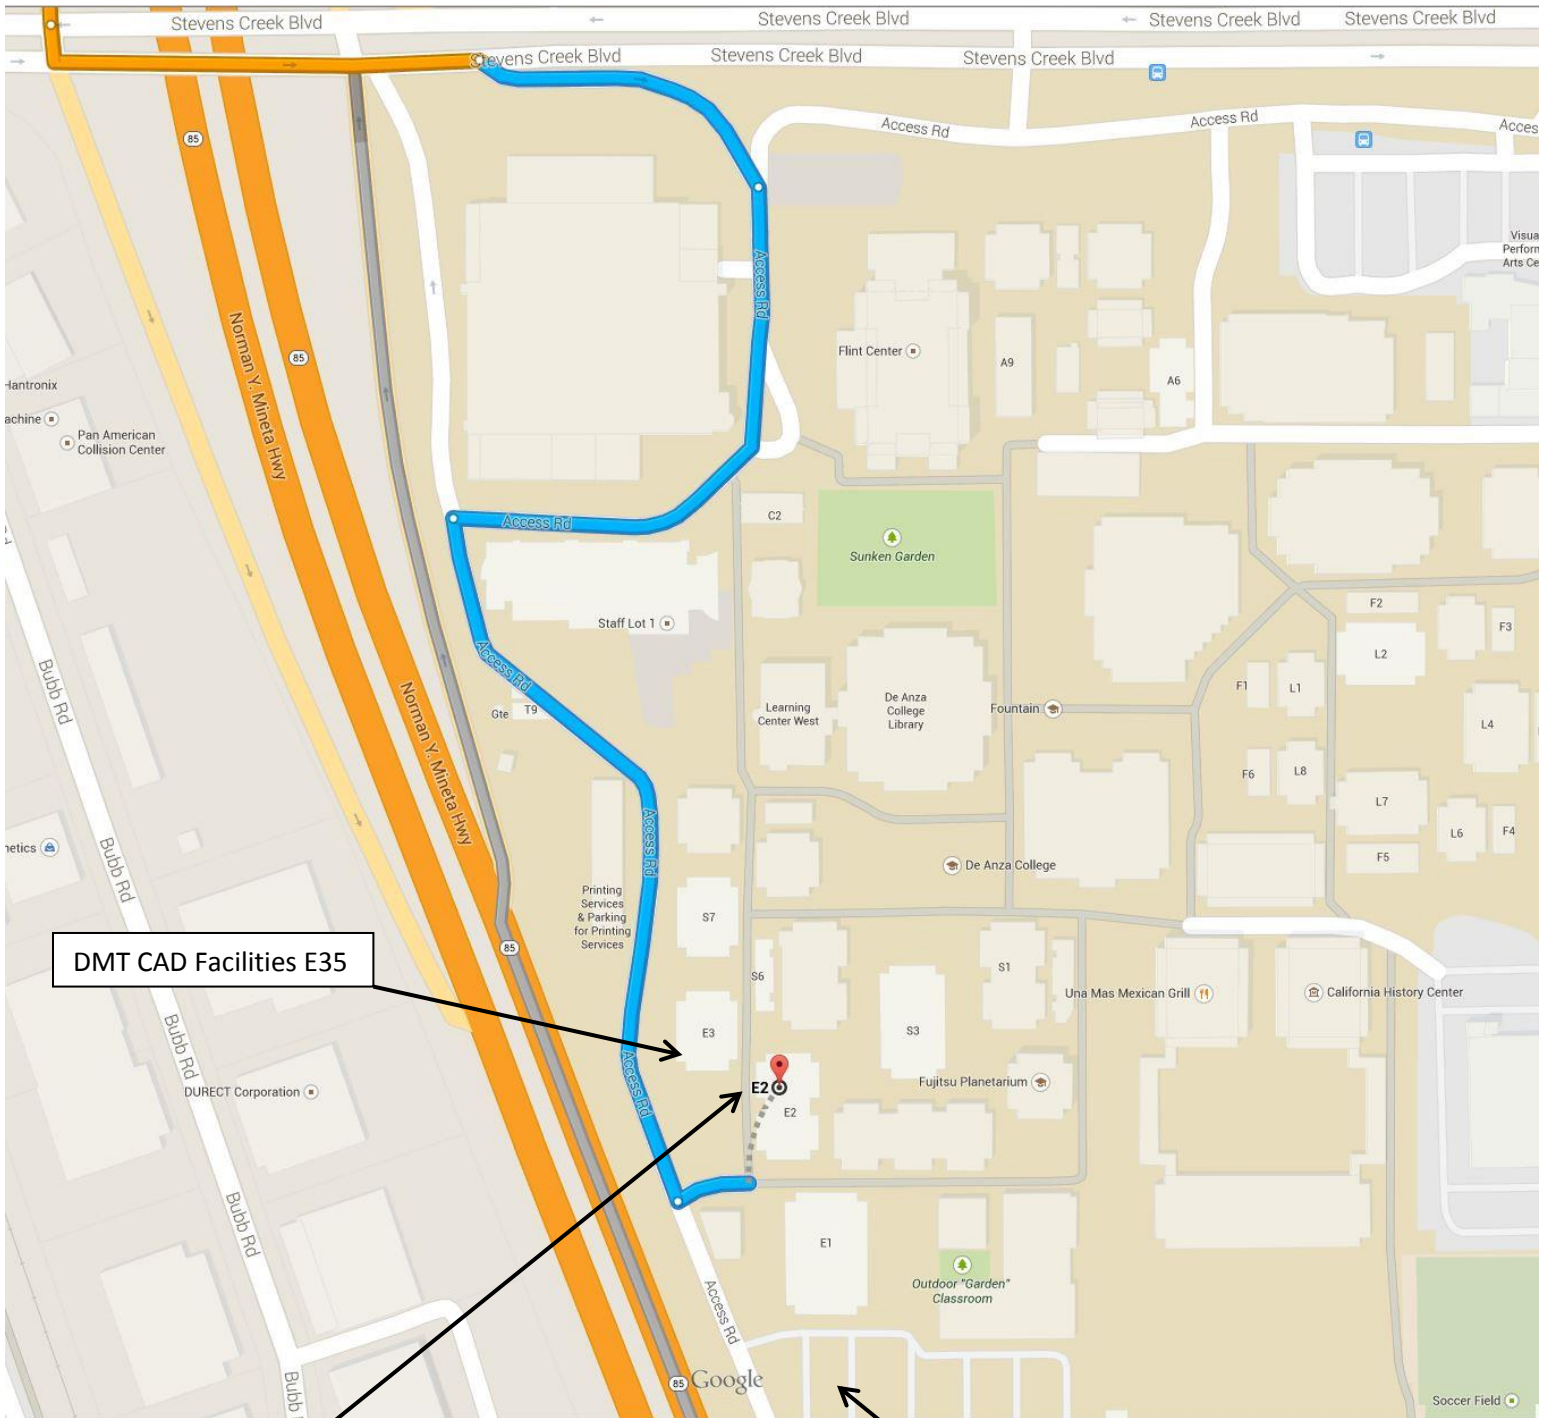 Stevens Creek Blvd
Stevens Creek Blvd
Stevens Creek Blvd
Stevens Creek Blvd
Stevens Creek Blvd
Stevens Creek Blvd
Stevens Creek Blvd
Access Rd
Access Rd
Acces
85
Visua
Perforn
Arts Ce
Access Rd
Norman Y. Mineta Hwy
85
Flint Center
A9
A6
Hantronix
achine
Pan American
Collision Center
C2
Access Rd
Sunken Garden
F2
F3
Staff Lot 1
L2
Access Rd
Bubb Rd
F1
L1
Gte
T9
Learning
Center West
De Anza
College
Library
Fountain
L4
Norman Y. Mineta Hwy
F6
L8
L7
Access Rd
L6
F4
netics
Bubb Rd
F5
De Anza College
Printing
Services
& Parking
for Printing
Services
S7
85
DMT CAD Facilities E35
S6
S1
Una Mas Mexican Grill
California History Center
Bubb Rd
E3
S3
Access Rd
DURECT Corporation
E2
E2
Fujitsu Planetarium
Bubb Rd
E1
Outdoor "Garden"
Classroom
Access Rd
Bubb
85
Google
Soccer Field